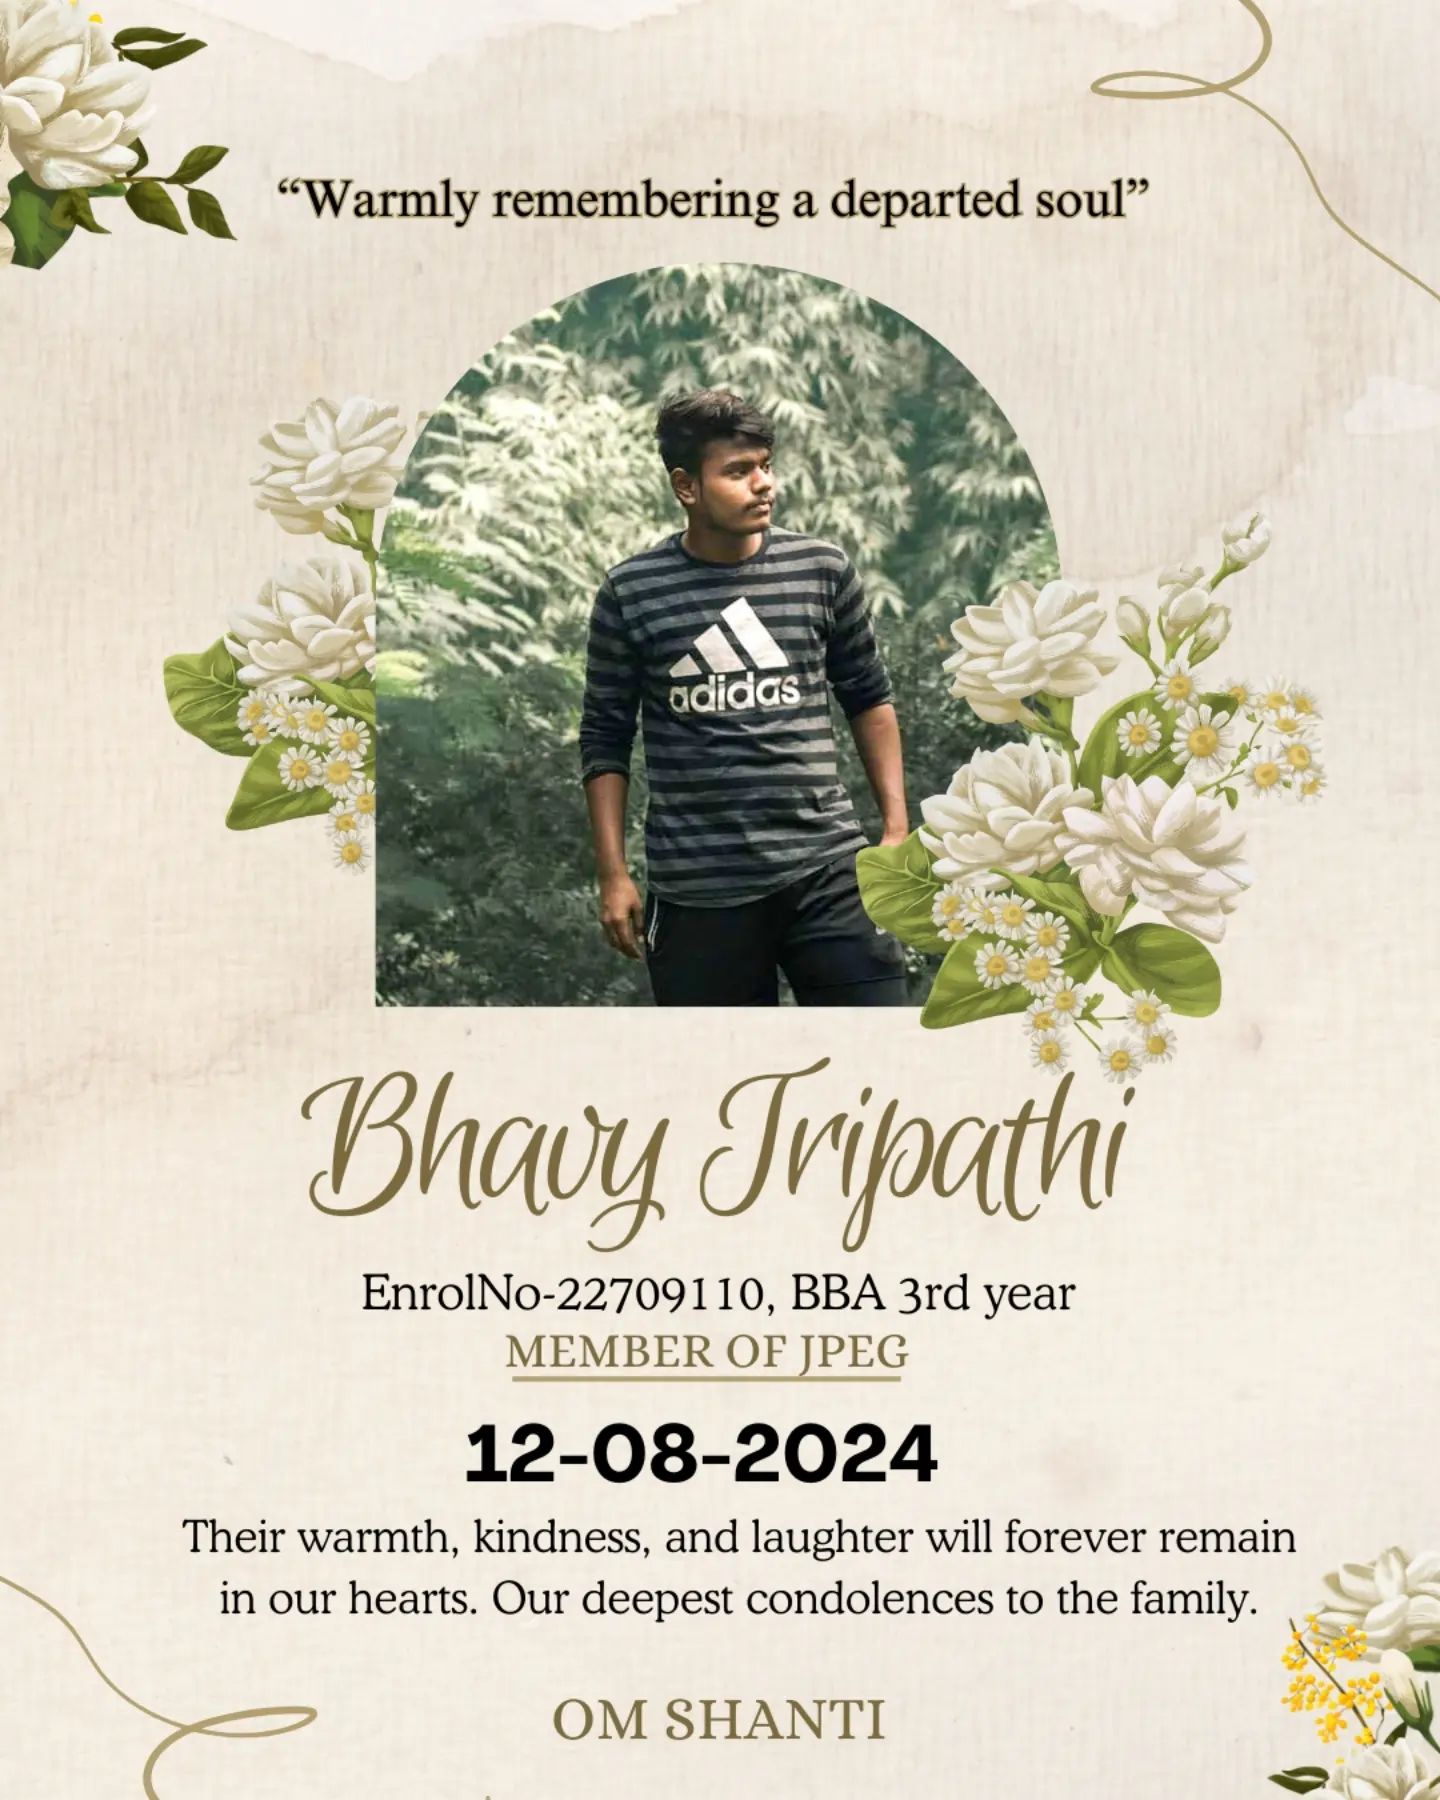 “Warmly remembering a departed soul”
adidas
Bhavy Tripathi
EnrolNo-22709110, BBA 3rd year
MEMBER OF JPEG
12-08-2024
Their warmth, kindness, and laughter will forever remain
in our hearts. Our deepest condolences to the family.
OM SHANTI